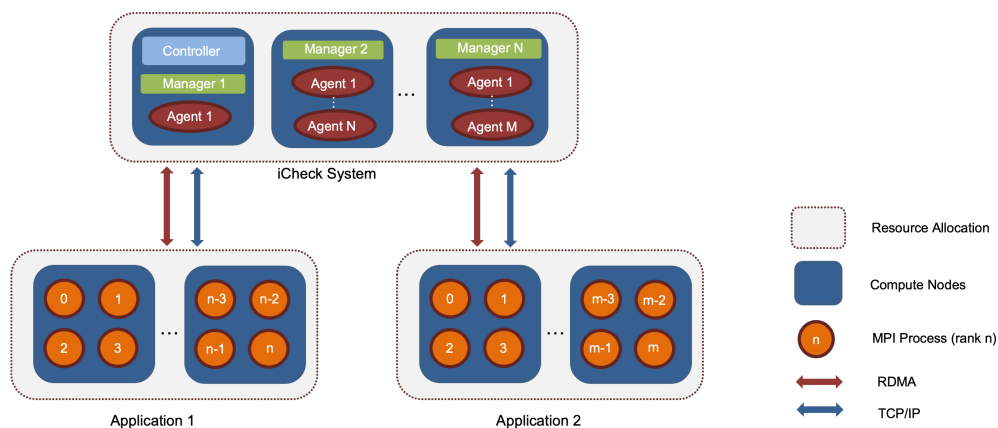 Controller
Manager 1
Agent 1
Manager 2
Agent 1
Agent N
...
Manager N
Agent 1
Agent M
iCheck System
0
1
2
3
...
n-3
n-2
n-1
n
Application 1
0
1
2
3
...
m-3
m-2
m-1
m
Application 2
Resource Allocation
Compute Nodes
n
MPI Process (rank n)
RDMA
TCP/IP